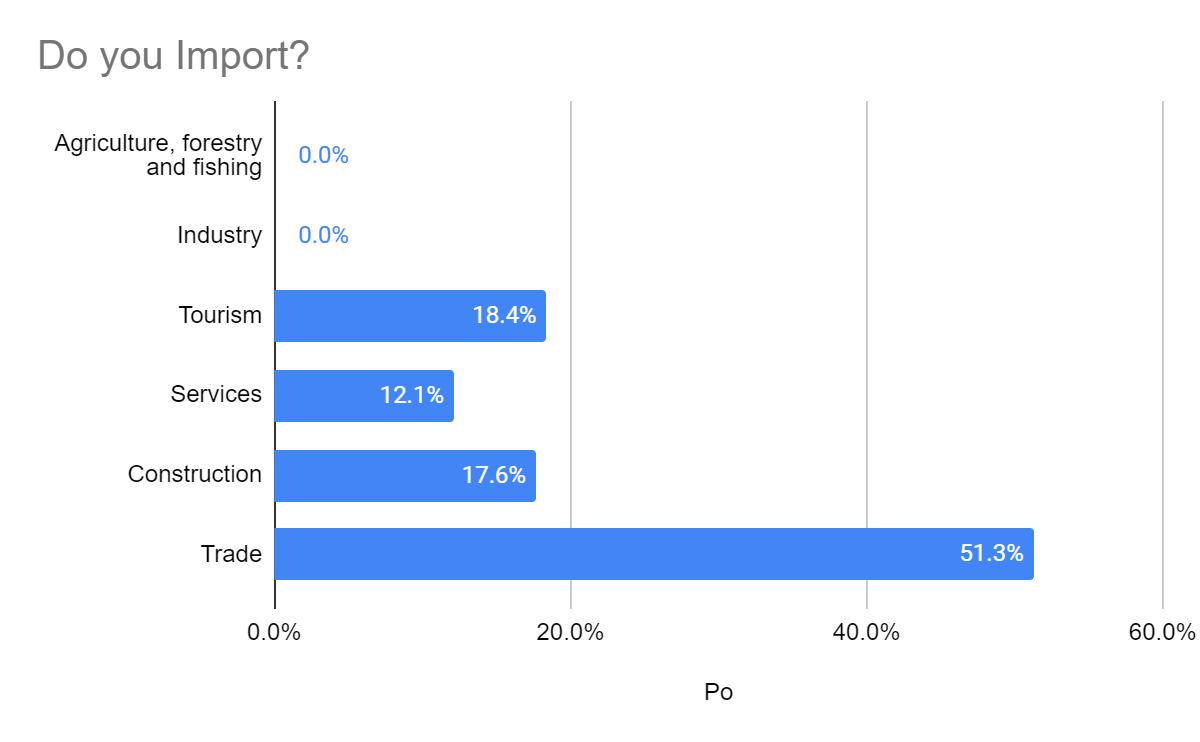 Do you Import?
Agriculture, forestry
and fishing
0.0%
Industry
0.0%
Tourism
18.4%
Services
12.1%
Construction
17.6%
Trade
51.3%
0.0%
20.0%
40.0%
60.0%
Po